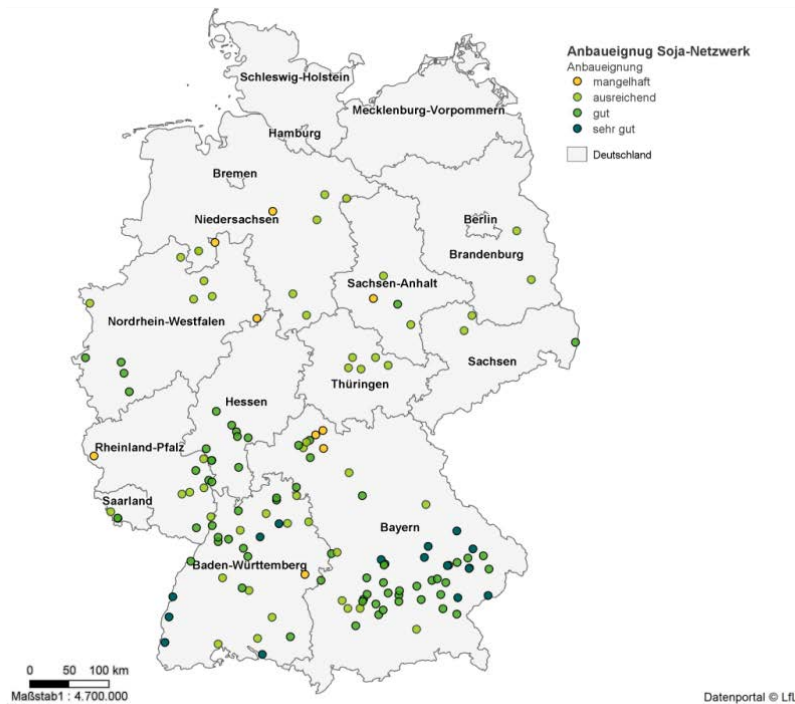 Anbaueignug Soja-Netzwerk
Anbaueignung
mangelhaft
ausreichend
gut
sehr gut
Deutschland
Schleswig-Holstein
Mecklenburg-Vorpommern
Hamburg
Bremen
Niedersachsen
Berlin
Brandenburg
Sachsen-Anhalt
Nordrhein-Westfalen
Sachsen
Thüringen
Hessen
Rheinland-Pfalz
Saarland
Bayern
Baden-Württemberg
0 50 100 km
Maßstab1 : 4.700.000
Datenportal © LfL